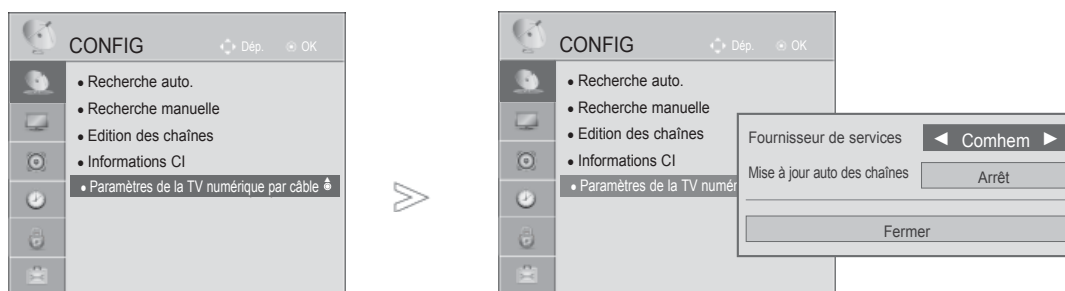 CONFIG
Dép. OK
• Recherche auto.
• Recherche manuelle
• Edition des chaînes
• Informations CI
• Paramètres de la TV numérique par câble
CONFIG
Dép. OK
• Recherche auto.
• Recherche manuelle
• Edition des chaînes
• Informations CI
• Paramètres de la TV numér
Fournisseur de services ◄ Comhem ►
Mise à jour auto des chaînes Arrêt
Fermer